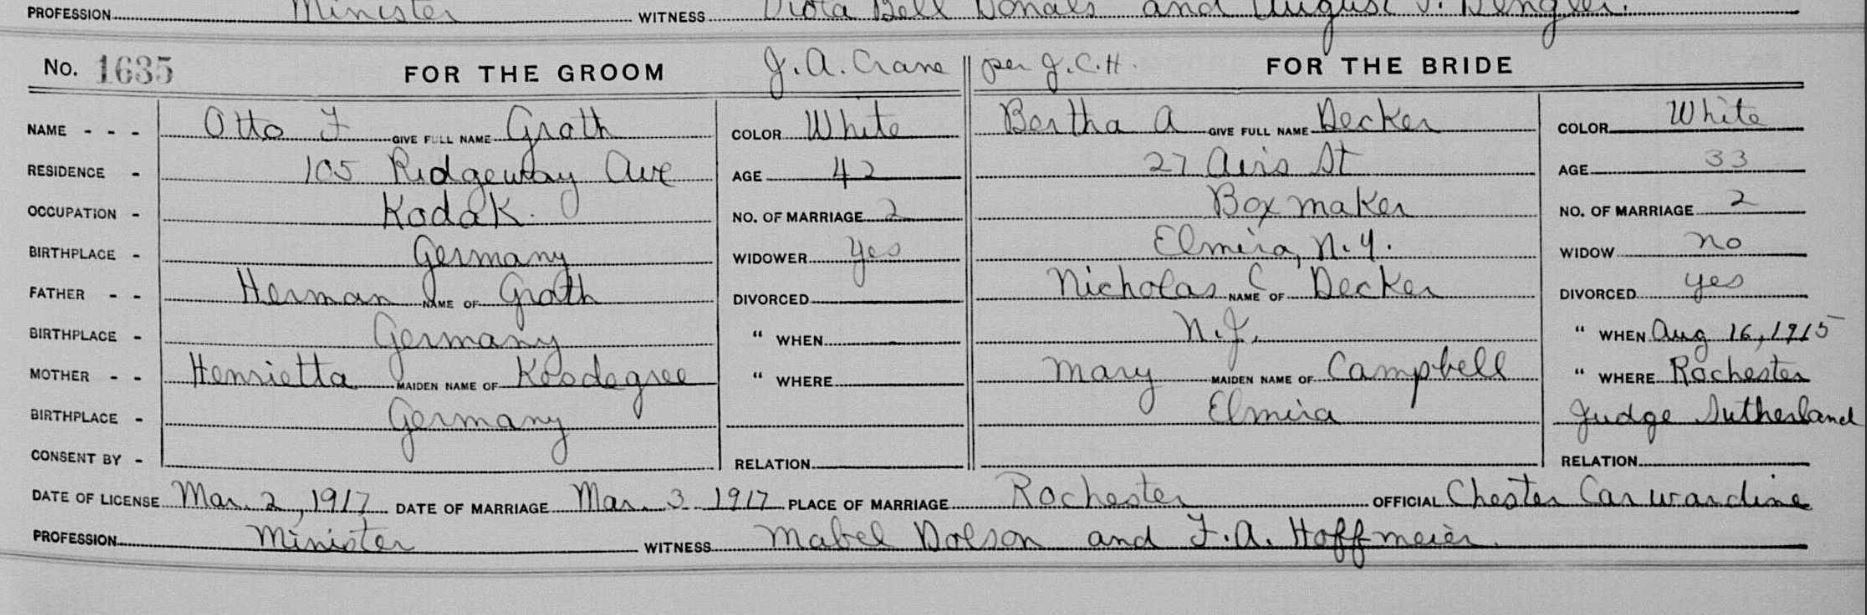 PROFESSION Minister WITNESS Viola Bell Donals and August J. Dengler.
No. 1635 FOR THE GROOM J. A. Crane per J.C.H. FOR THE BRIDE
NAME - - - Otto F GIVE FULL NAME Grath COLOR White Bertha A GIVE FULL NAME Decker COLOR White
RESIDENCE - 105 Ridgeway Ave AGE 42 27 Avis St AGE 33
OCCUPATION - Kodak. NO. OF MARRIAGE 2 Box maker NO. OF MARRIAGE 2
BIRTHPLACE - Germany WIDOWER Yes Elmira, N.Y. WIDOW no
FATHER - - Herman NAME OF Grath DIVORCED Nicholas C NAME OF Decker DIVORCED yes
BIRTHPLACE - Germany " WHEN N.J. " WHEN Aug 16, 1915
MOTHER - - Henrietta MAIDEN NAME OF Koodegree " WHERE Mary MAIDEN NAME OF Campbell " WHERE Rochester
BIRTHPLACE - Germany Elmira Judge Sutherland
CONSENT BY - RELATION RELATION
DATE OF LICENSE Mar. 2, 1917 DATE OF MARRIAGE Mar. 3 1917 PLACE OF MARRIAGE Rochester OFFICIAL Chester Carwardine
PROFESSION Minister WITNESS Mabel Dolson and F.A. Hoffmeier.